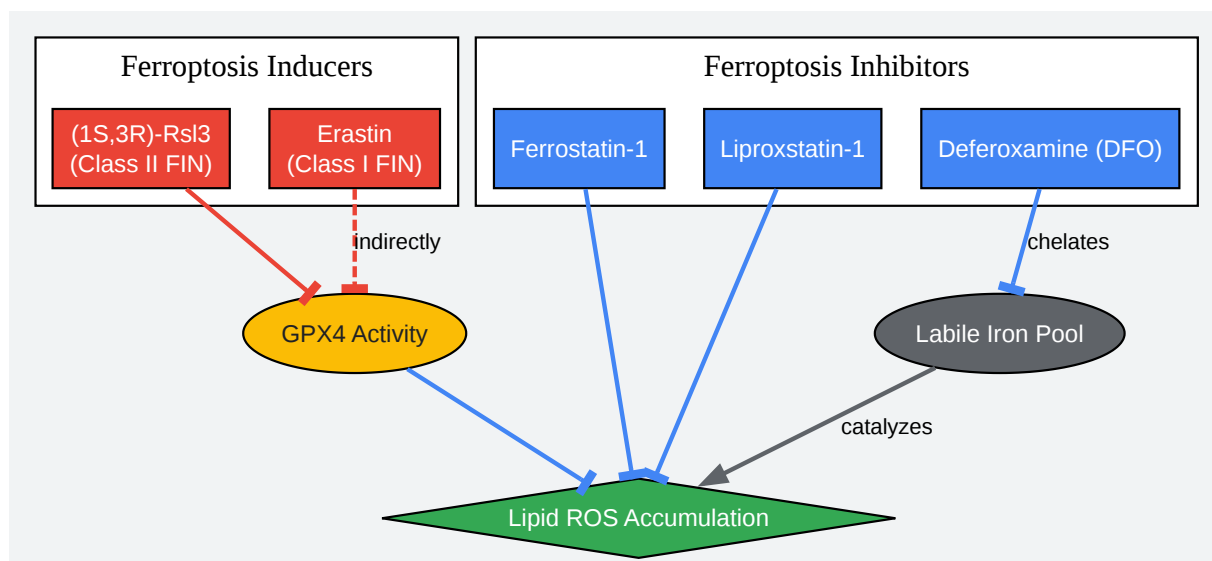 Ferroptosis Inducers
Ferroptosis Inhibitors
(1S,3R)-Rsl3
(Class II FIN)
Erastin
(Class I FIN)
Ferrostatin-1
Liproxstatin-1
Deferoxamine (DFO)
indirectly
chelates
GPX4 Activity
Labile Iron Pool
catalyzes
Lipid ROS Accumulation